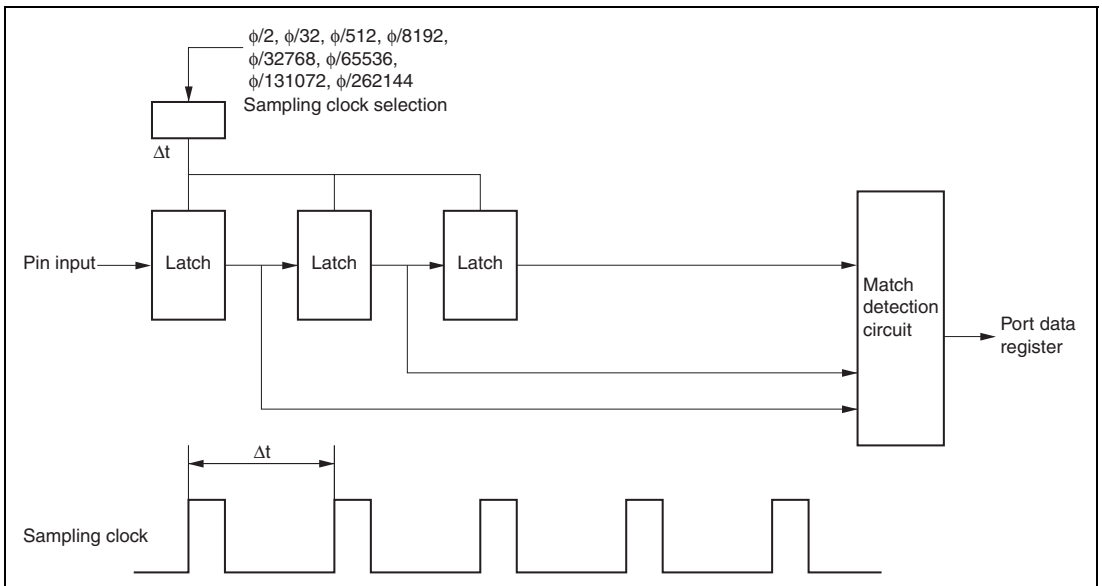 ϕ/2, ϕ/32, ϕ/512, ϕ/8192,
ϕ/32768, ϕ/65536,
ϕ/131072, ϕ/262144
Sampling clock selection
Δt
Pin input
Latch
Latch
Latch
Match
detection
circuit
Port data
register
Δt
Sampling clock